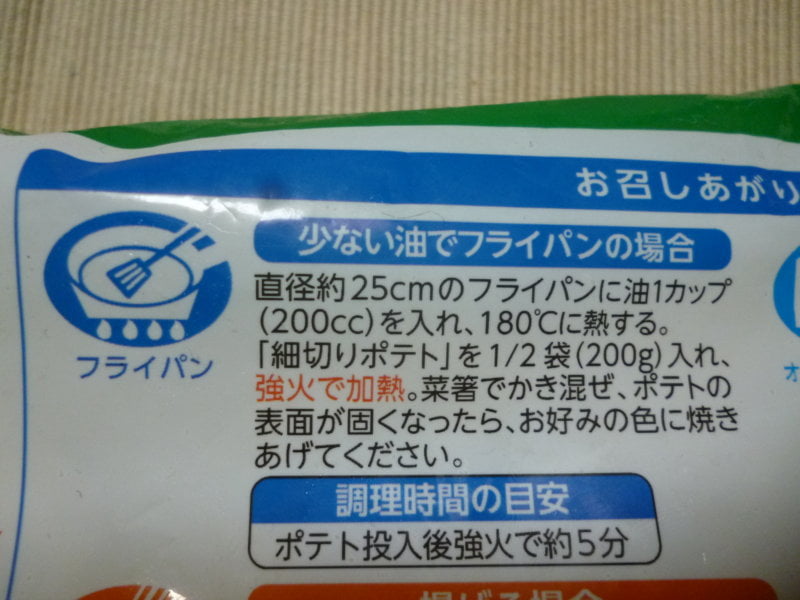 お召しあがり
少ない油でフライパンの場合
フライパン
直径約25cmのフライパンに油1カップ
(200cc)を入れ、180℃に熱する。
「細切りポテト」を1/2袋(200g)入れ、
強火で加熱。菜箸でかき混ぜ、ポテトの
表面が固くなったら、お好みの色に焼き
あげてください。
調理時間の目安
ポテト投入後強火で約5分
オ
揚げる場合